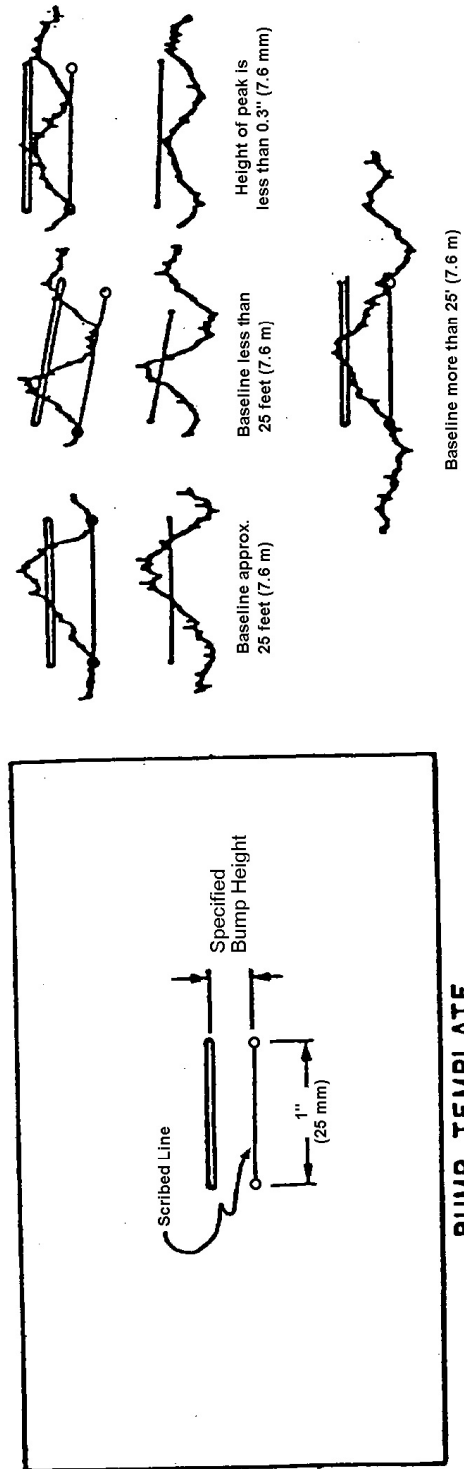 Scribed Line
Specified
Bump Height
1"
(25 mm)
BUMP TEMPLATE
Baseline approx.
25 feet (7.6 m)
Baseline less than
25 feet (7.6 m)
Height of peak is
less than 0.3" (7.6 mm)
Baseline more than 25' (7.6 m)